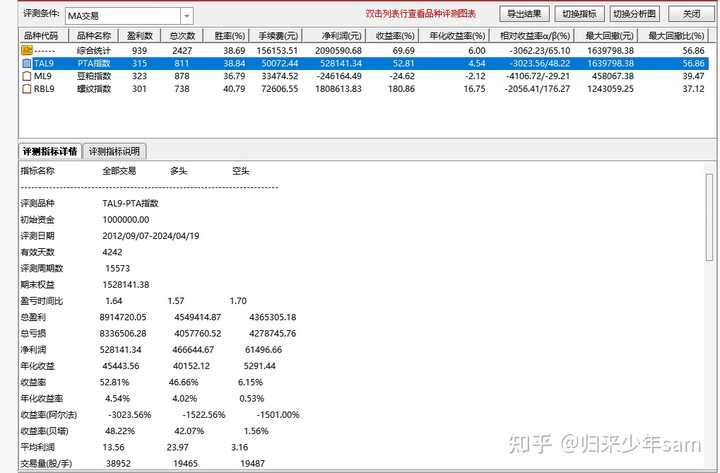 评测条件: MA交易 双击列表行查看品种评测图表 导出结果 切换指标 切换分析图 关闭
品种代码 品种名称 盈利数 总次数 胜率(%) 手续费(元) 净利润(元) 收益率(%) 年化收益率(%) 相对收益率α/β(%) 最大回撤(元) 最大回撤比(%)
------ 综合统计 939 2427 38.69 156153.51 2090590.68 69.69 6.00 -3062.23/65.10 1639798.38 56.86
TAL9 PTA指数 315 811 38.84 50072.44 528141.34 52.81 4.54 -3023.56/48.22 1639798.38 56.86
ML9 豆粕指数 323 878 36.79 33474.52 -246164.49 -24.62 -2.12 -4106.72/-29.21 458067.38 39.47
RBL9 螺纹指数 301 738 40.79 72606.55 1808613.83 180.86 16.75 -2056.41/176.27 1243059.25 37.12
评测指标详情 评测指标说明
指标名称 全部交易 多头 空头
------------------------------------------------------------
评测品种 TAL9-PTA指数
初始资金 1000000.00
评测日期 2012/09/07-2024/04/19
有效天数 4242
评测周期数 15573
期末权益 1528141.38
盈亏时间比 1.64 1.57 1.70
总盈利 8914720.05 4549414.87 4365305.18
总亏损 8336506.28 4057760.52 4278745.76
净利润 528141.34 466644.67 61496.66
年化收益 45443.56 40152.12 5291.44
收益率 52.81% 46.66% 6.15%
年化收益率 4.54% 4.02% 0.53%
收益率(阿尔法) -3023.56% -1522.56% -1501.00%
收益率(贝塔) 48.22% 42.07% 1.56%
平均利润 13.56 23.97 3.16
交易量(股/手) 38952 19465 19487
知乎 @归来少年sam